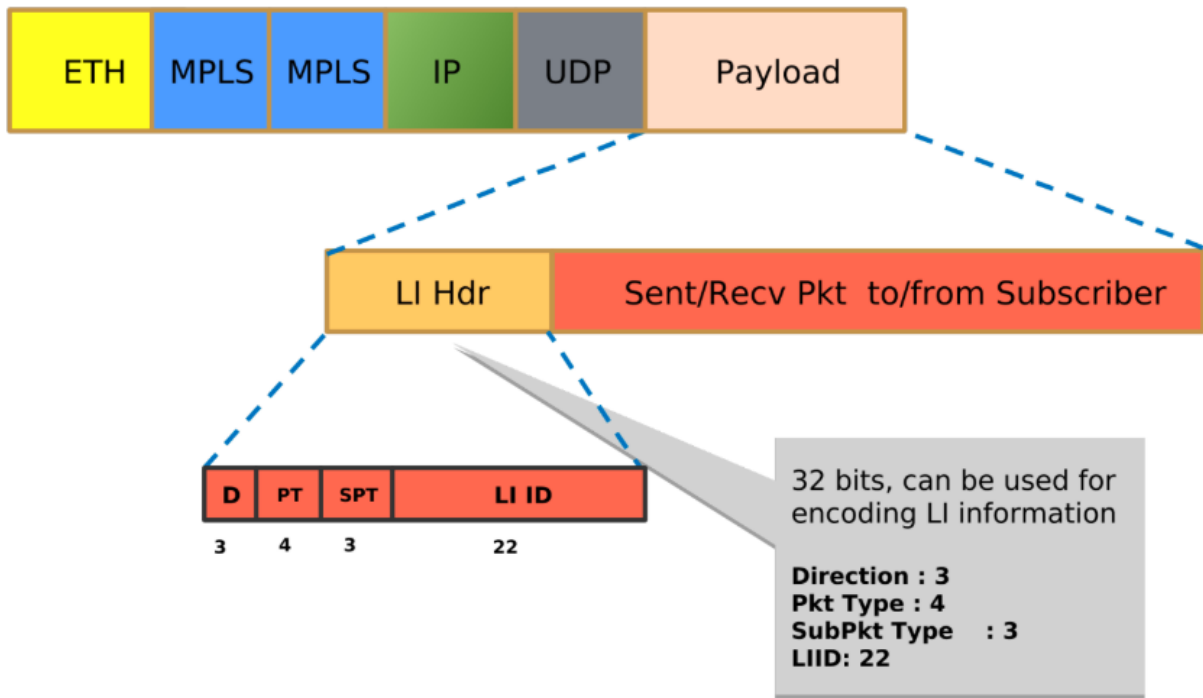 ETH MPLS MPLS IP UDP Payload
LI Hdr Sent/Recv Pkt to/from Subscriber
D PT SPT LI ID
3 4 3 22
32 bits, can be used for
encoding LI information
Direction : 3
Pkt Type : 4
SubPkt Type : 3
LIID: 22